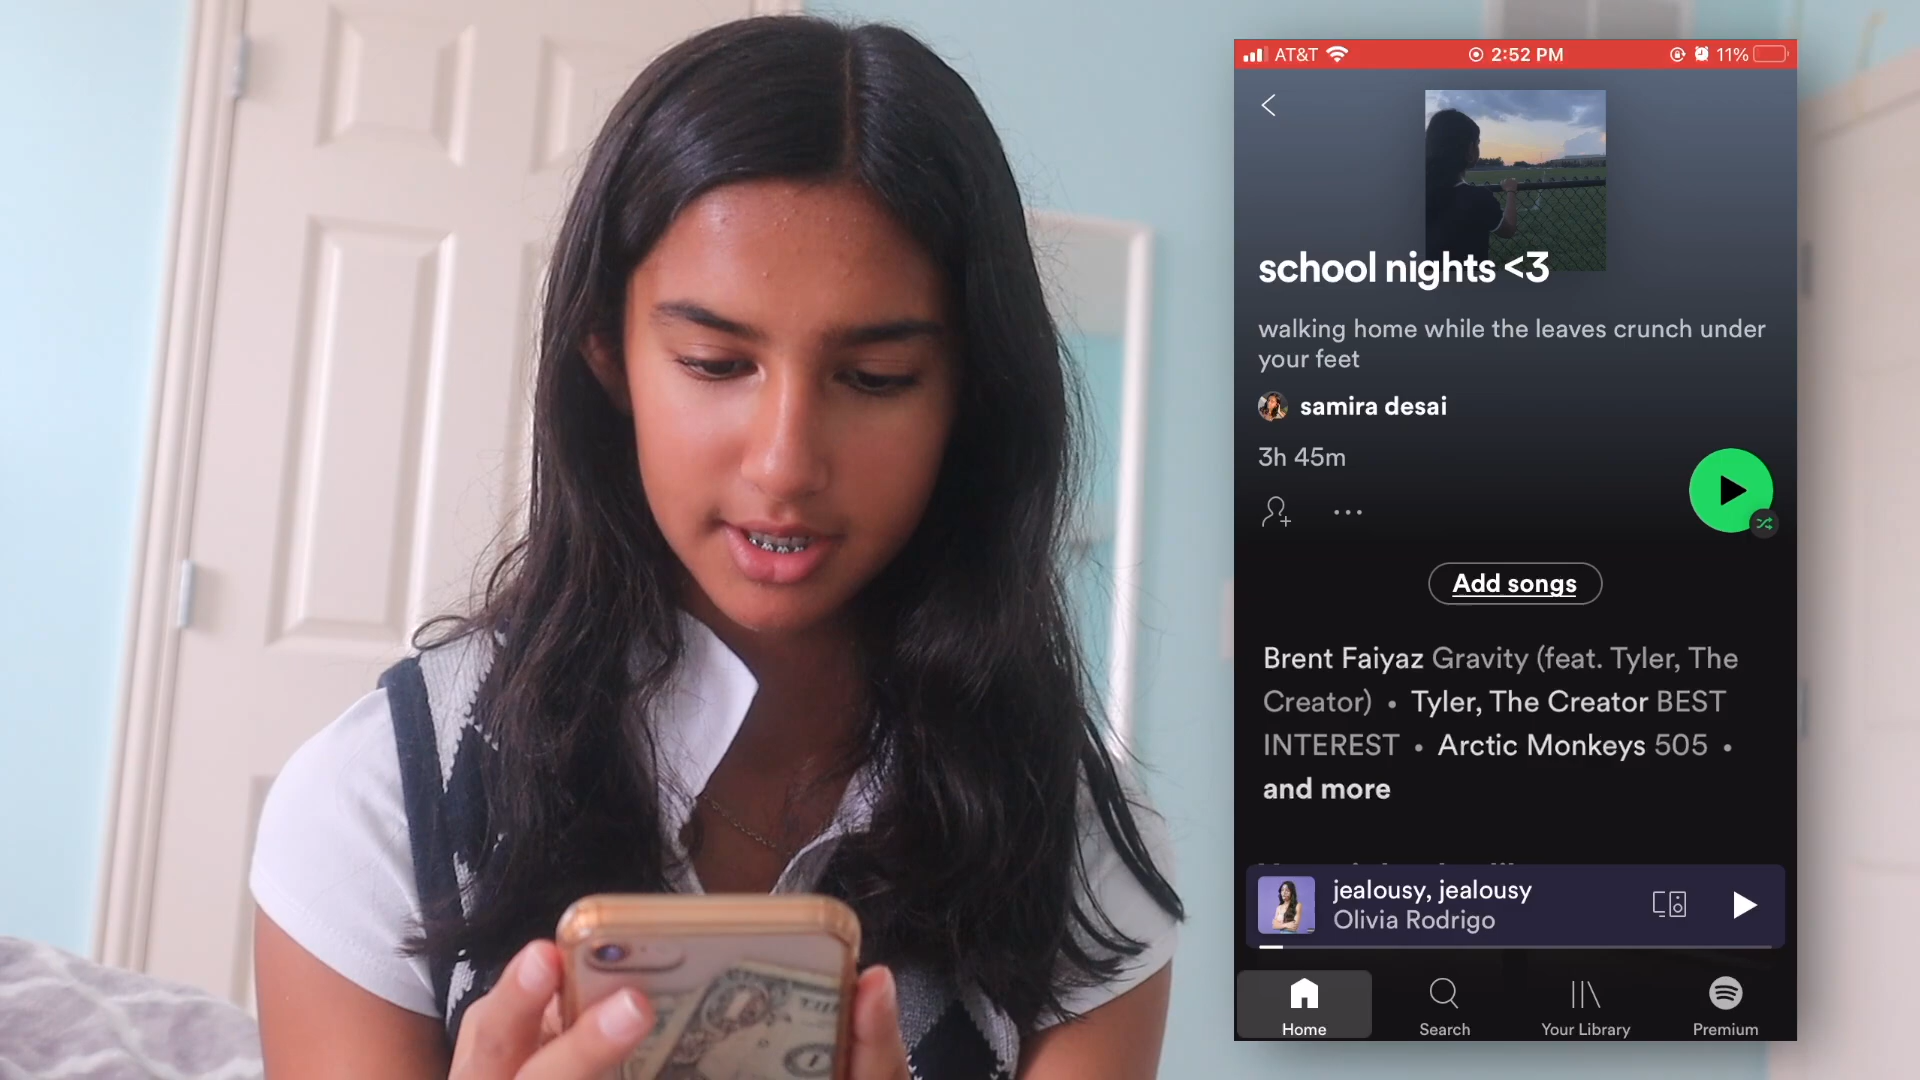 AT&T 2:52 PM 11%
school nights <3
walking home while the leaves crunch under
your feet
samira desai
3h 45m
Add songs
Brent Faiyaz Gravity (feat. Tyler, The
Creator) • Tyler, The Creator BEST
INTEREST • Arctic Monkeys 505 •
and more
jealousy, jealousy
Olivia Rodrigo
Home Search Your Library Premium
1